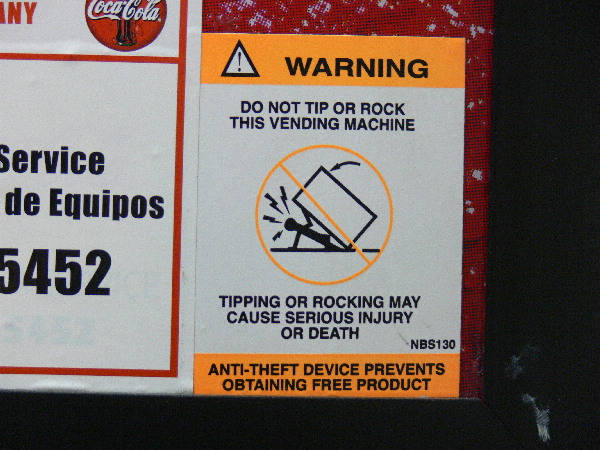 ANY
Coca-Cola
Service
de Equipos
5452
WARNING
DO NOT TIP OR ROCK
THIS VENDING MACHINE
TIPPING OR ROCKING MAY
CAUSE SERIOUS INJURY
OR DEATH
NBS130
ANTI-THEFT DEVICE PREVENTS
OBTAINING FREE PRODUCT